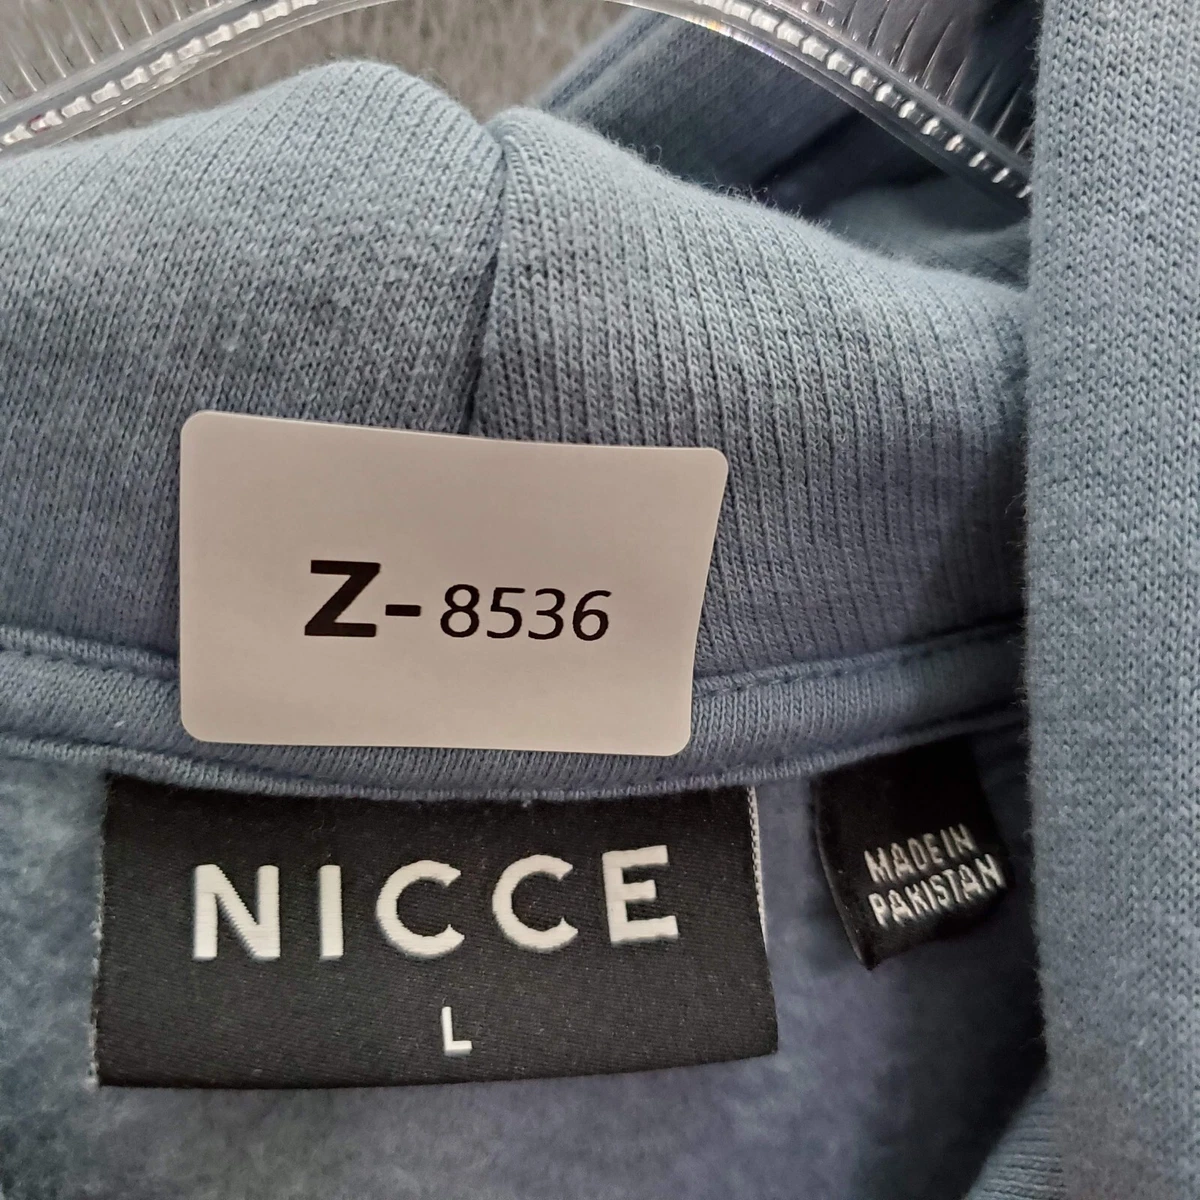 Z-8536
NICCE
L
MADE IN
PAKISTAN